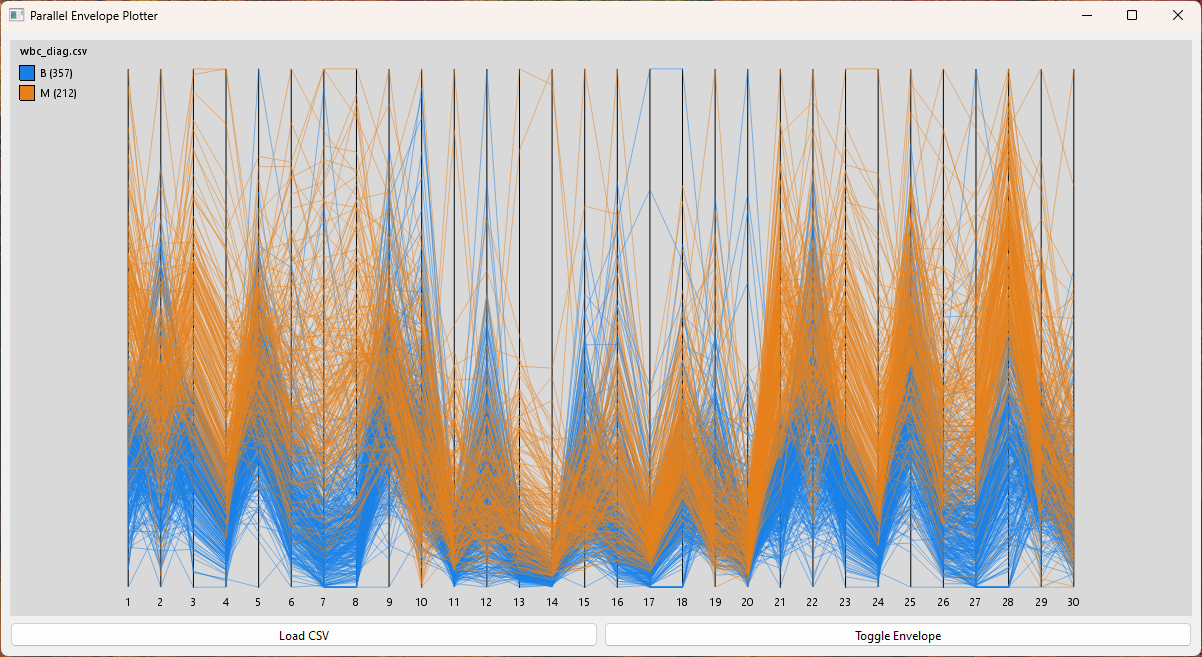 Parallel Envelope Plotter
wbc_diag.csv
B (357)
M (212)
1 2 3 4 5 6 7 8 9 10 11 12 13 14 15 16 17 18 19 20 21 22 23 24 25 26 27 28 29 30
Load CSV Toggle Envelope